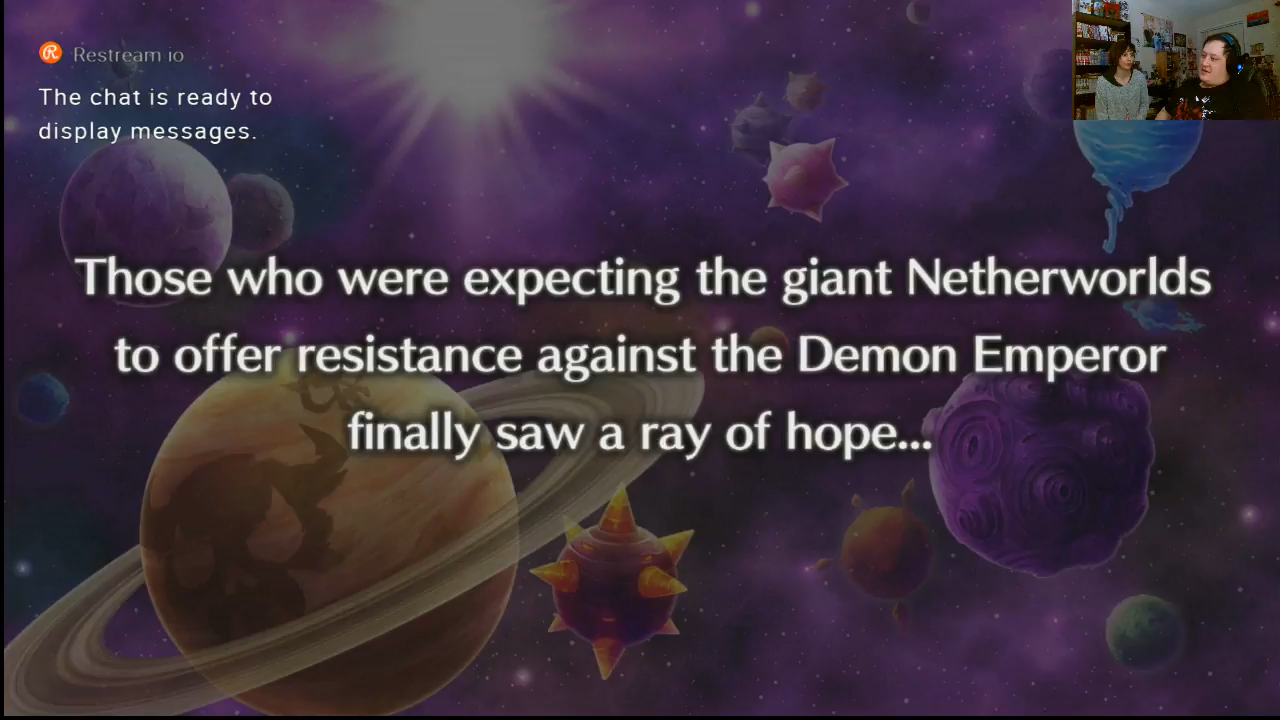 Restream io
The chat is ready to
display messages.
Those who were expecting the giant Netherworlds
to offer resistance against the Demon Emperor
finally saw a ray of hope...